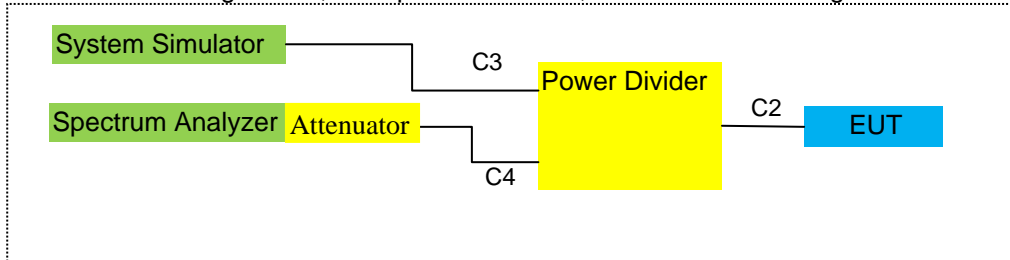 System Simulator
C3
Power Divider
Spectrum Analyzer
Attenuator
C2
EUT
C4